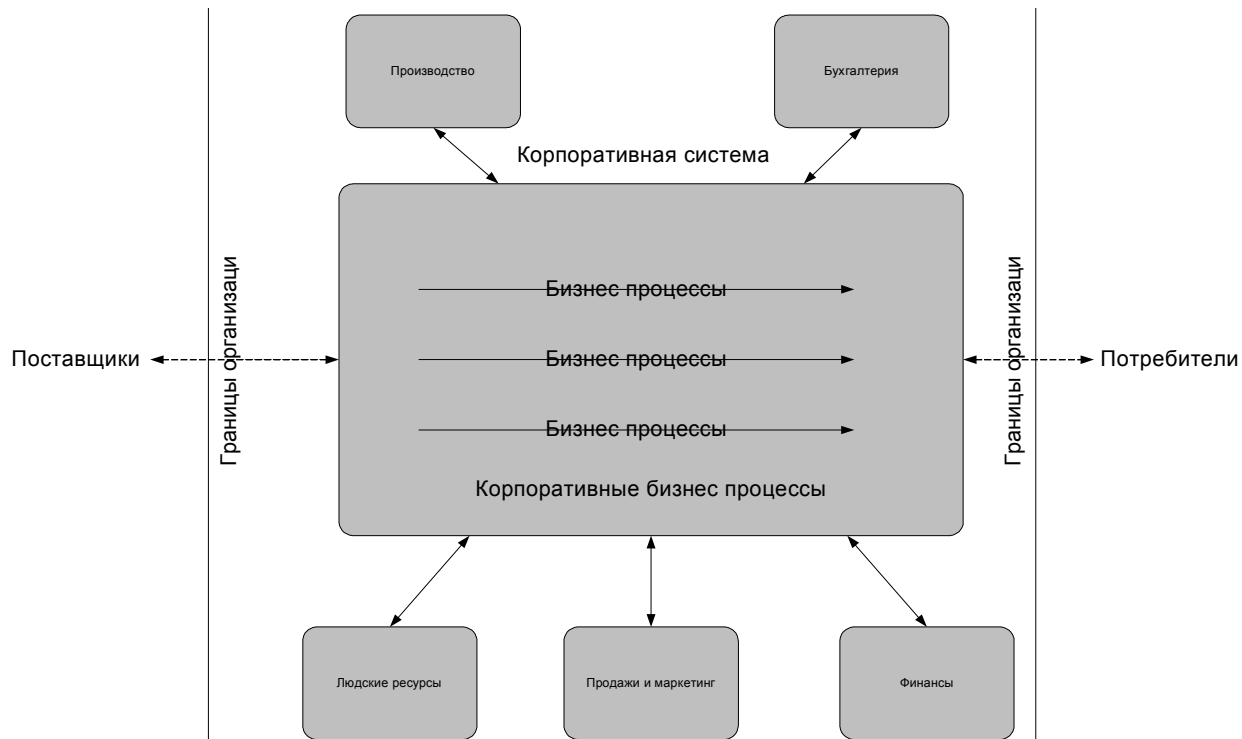 Производство
Бухгалтерия
Корпоративная система
Границы организаци
Бизнес процессы
Границы организаци
Поставщики
Бизнес процессы
Потребители
Бизнес процессы
Корпоративные бизнес процессы
Людские ресурсы
Продажи и маркетинг
Финансы